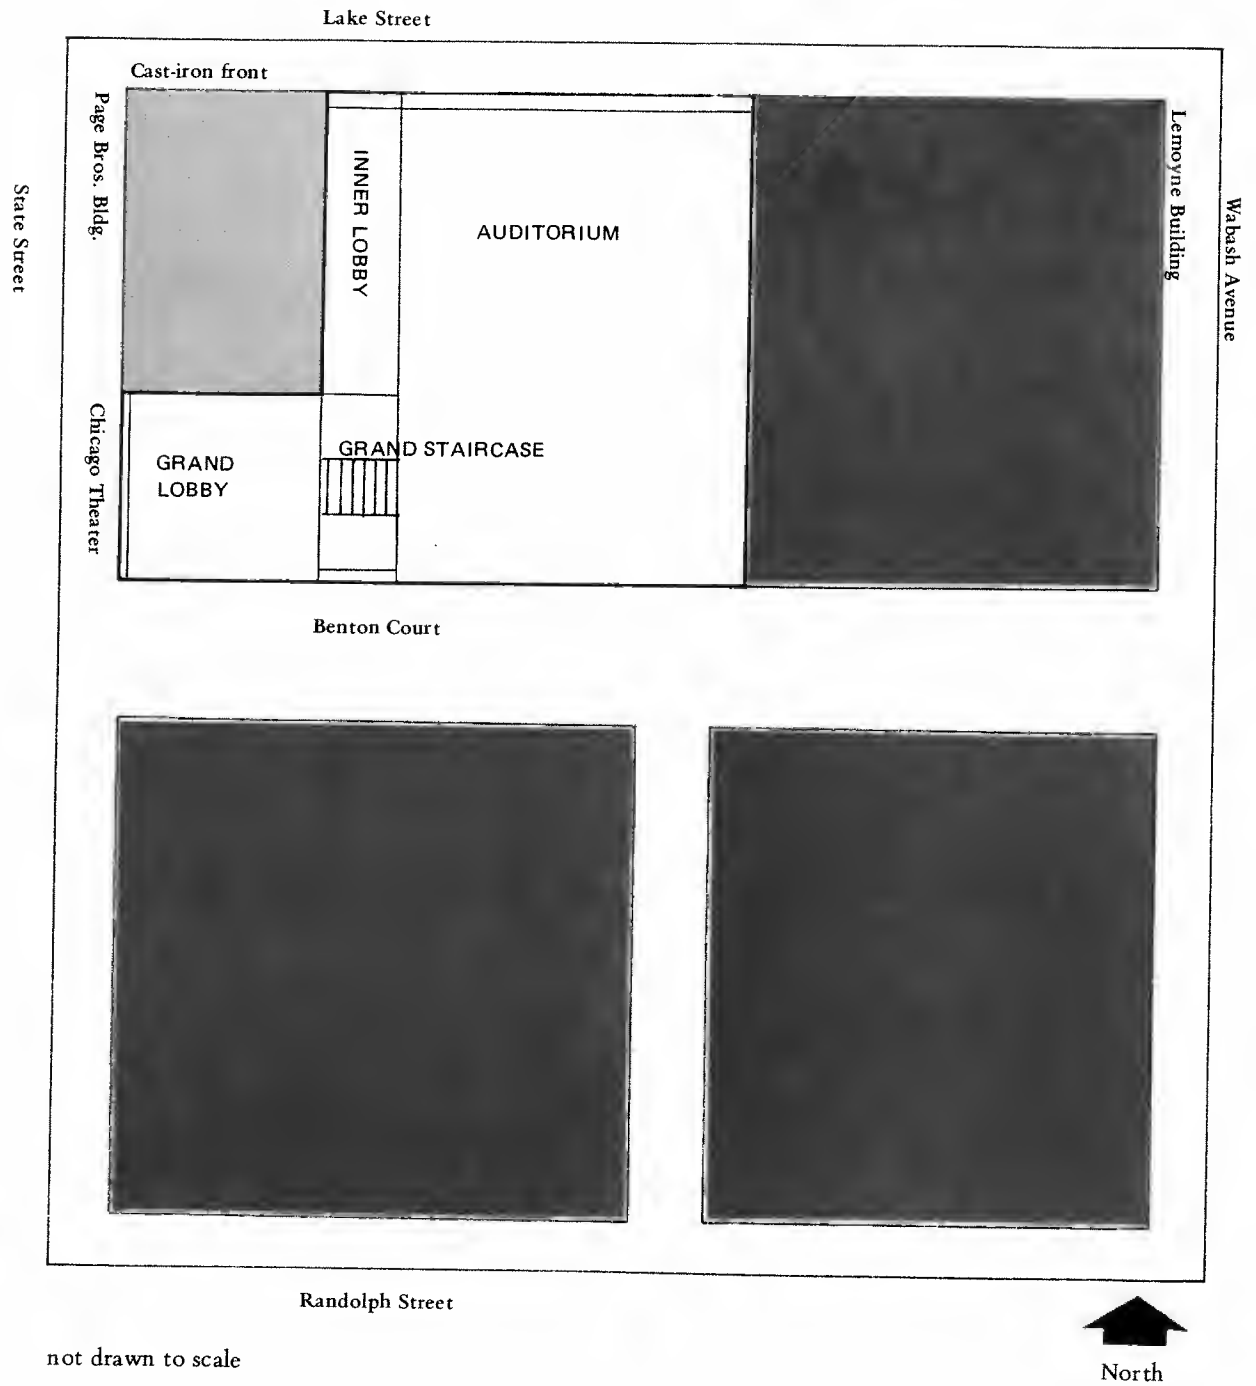 Lake Street
Cast-iron front
Page Bros. Bldg.
State Street
INNER LOBBY
AUDITORIUM
Lemoyne Building
Wabash Avenue
Chicago Theater
GRAND
LOBBY
GRAND STAIRCASE
Benton Court
Randolph Street
not drawn to scale
North